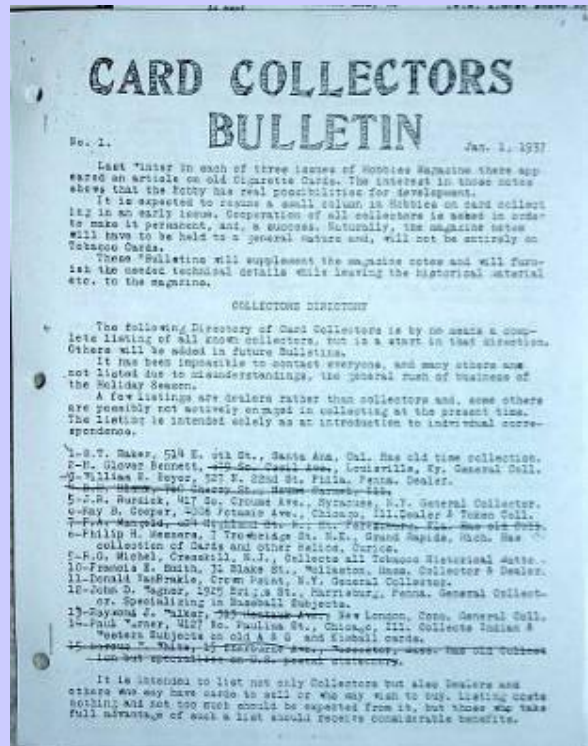 CARD COLLECTORS
BULLETIN
No. 1. Jan. 1, 1937
Last Winter in each of three issues of Hobbies Magazine there app
eared an article on old Cigarette Cards. The interest in those notes
shows that the Hobby has real possibilities for development.
It is expected to resume a small column in Hobbies on card collect
ing in an early issue. Cooperation of all collectors is asked in order
to make it permanent, and, a success. Naturally, the magazine notes
will have to be held to a general nature and, will not be entirely on
Tobacco Cards.
These Bulletins will supplement the magazine notes and will furn-
ish the needed technical details while leaving the historical material
etc. to the magazine.
COLLECTORS DIRECTORY
The following Directory of Card Collectors is by no means a comp-
lete listing of all known collectors, but is a start in that direction.
Others will be added in future Bulletins.
It has been impossible to contact everyone, and many others are
not listed due to misunderstandings, the general rush of business of
the Holiday Season.
A few listings are dealers rather than collectors and, some others
are possibly not actively engaged in collecting at the present time.
The listing is intended solely as an introduction to individual corre-
spondence.
1-S.T. Baker, 514 E. 6th St., Santa Ana, Cal. Has old time collection.
2-H. Glover Bennett, Louisville, Ky. General Coll.
3-William R. Boyer, 327 N. 22nd St. Phila. Penna. Dealer.
5-J.R. Burdick, 417 So. Crouse Ave., Syracuse, N.Y. General Collector.
6-Ray B. Cooper, Potomac Ave., Chicago, Ill. Dealer & Token Coll.
8-Philip H. Messers, 3 Trowbridge St. N.E., Grand Rapids, Mich. Has
collection of Cards and other Relics, Curios.
9-R.G. Michel, Cresskill, N.J., Collects all Tobacco Historical
10-Francis E. Smith, 31 Blake St., Wollaston, Mass. Collector & Dealer.
11-Donald VanBrakle, Crown Point, N.Y. General Collector.
12-John D. Wagner, 1925 Briggs St., Harrisburg, Penna. General Collect-
or. Specializing in Baseball Subjects.
13-Raymond J. Walker, New London, Conn. General Coll.
14-Paul Warner, 4127 So. Paulina St., Chicago, Ill. Collects Indian &
Western Subjects on old A & G and Kimball cards.
ion but specializes on U.S. postal stationery.
It is intended to list not only Collectors but also Dealers and
others who may have cards to sell or who may wish to buy. Listing costs
nothing and not too much should be expected from it, but those who take
full advantage of such a list should receive considerable benefits.